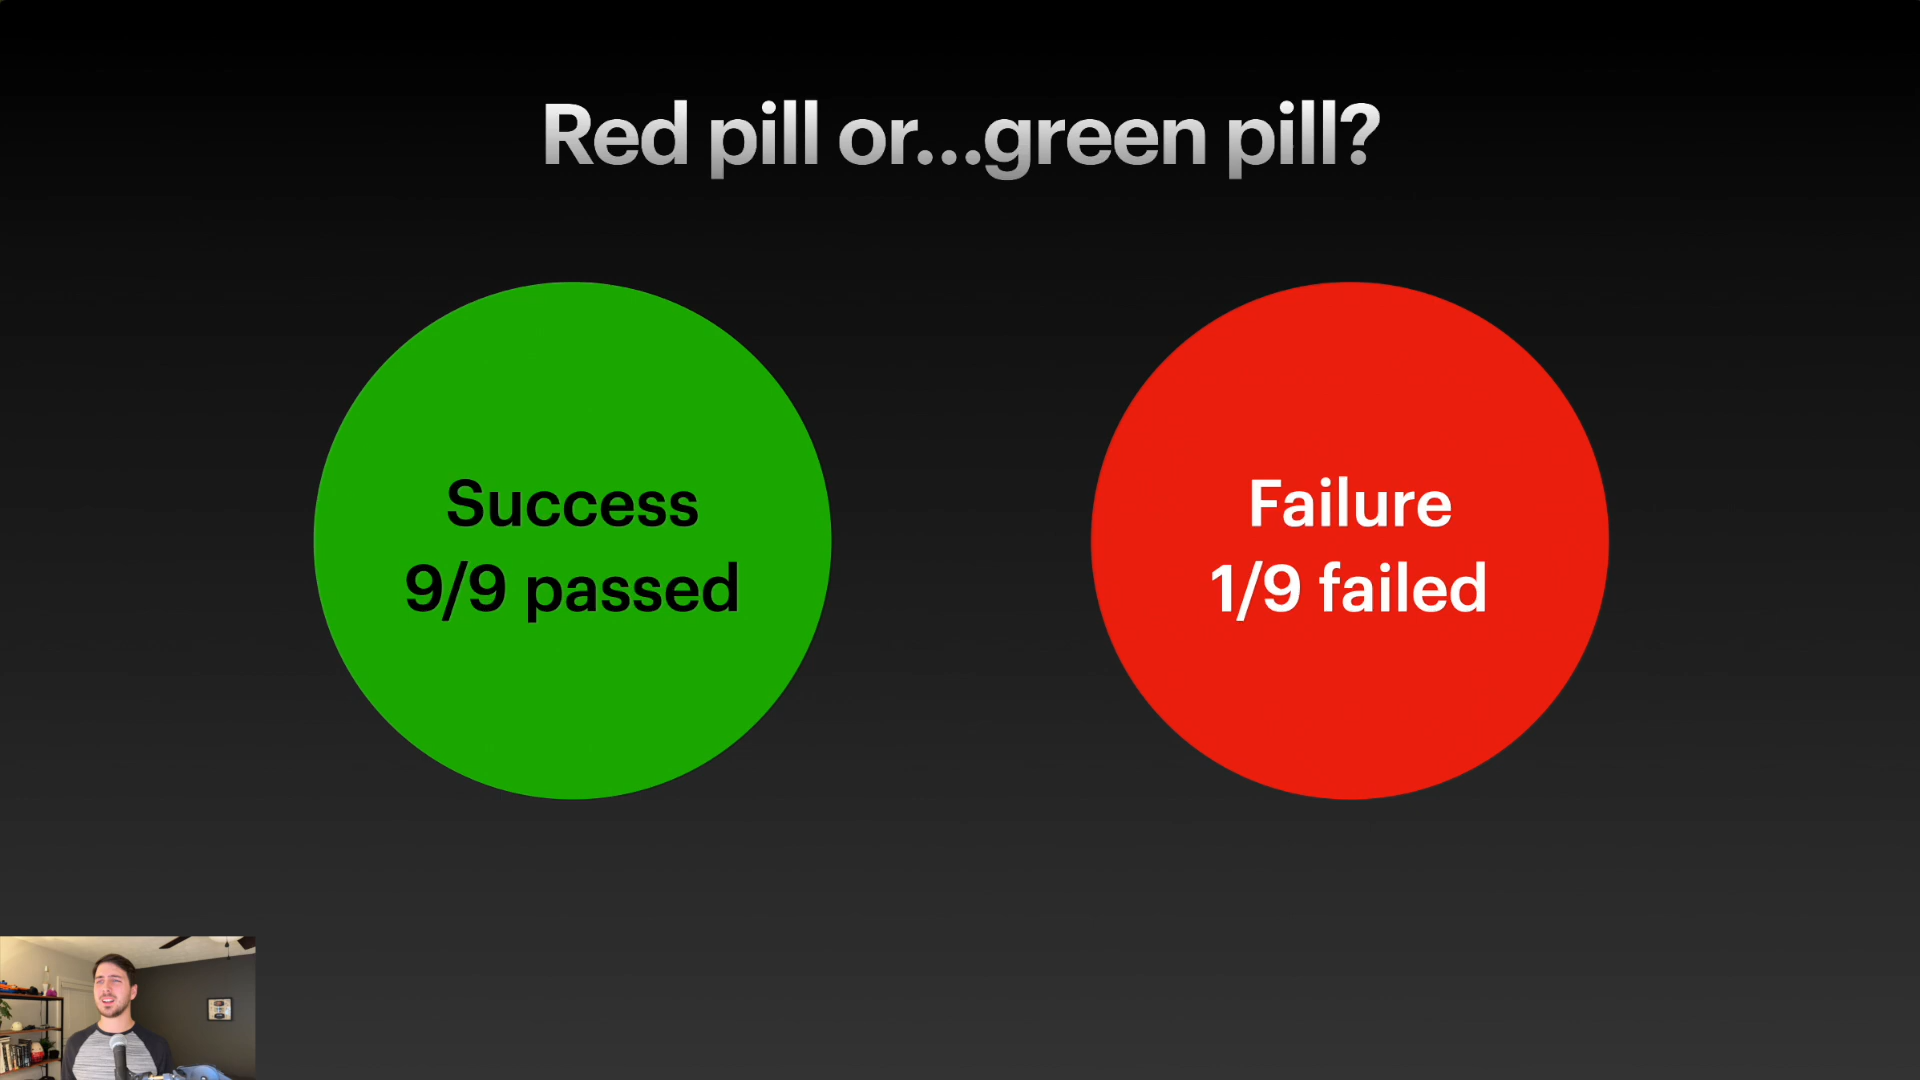 Red pill or...green pill?
Success
9/9 passed
Failure
1/9 failed